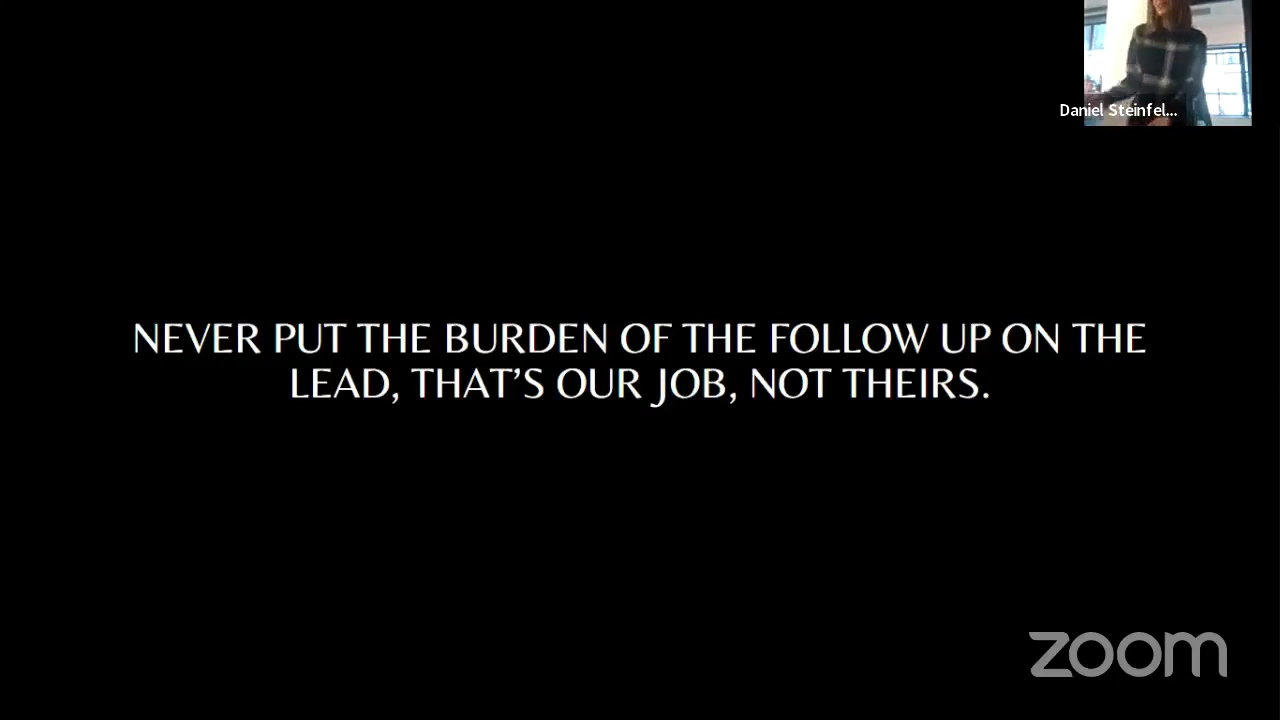 Daniel Steinfel...
NEVER PUT THE BURDEN OF THE FOLLOW UP ON THE
LEAD, THAT’S OUR JOB, NOT THEIRS.
zoom